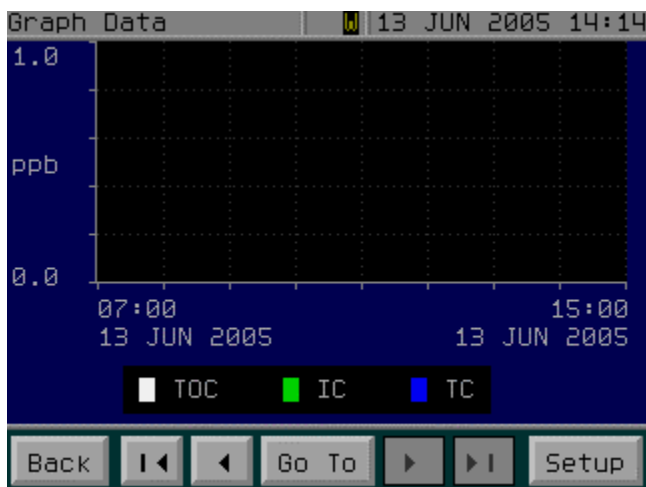 Graph Data W 13 JUN 2005 14:14
1.0
ppb
0.0
07:00 15:00
13 JUN 2005 13 JUN 2005
TOC IC TC
Back Go To Setup